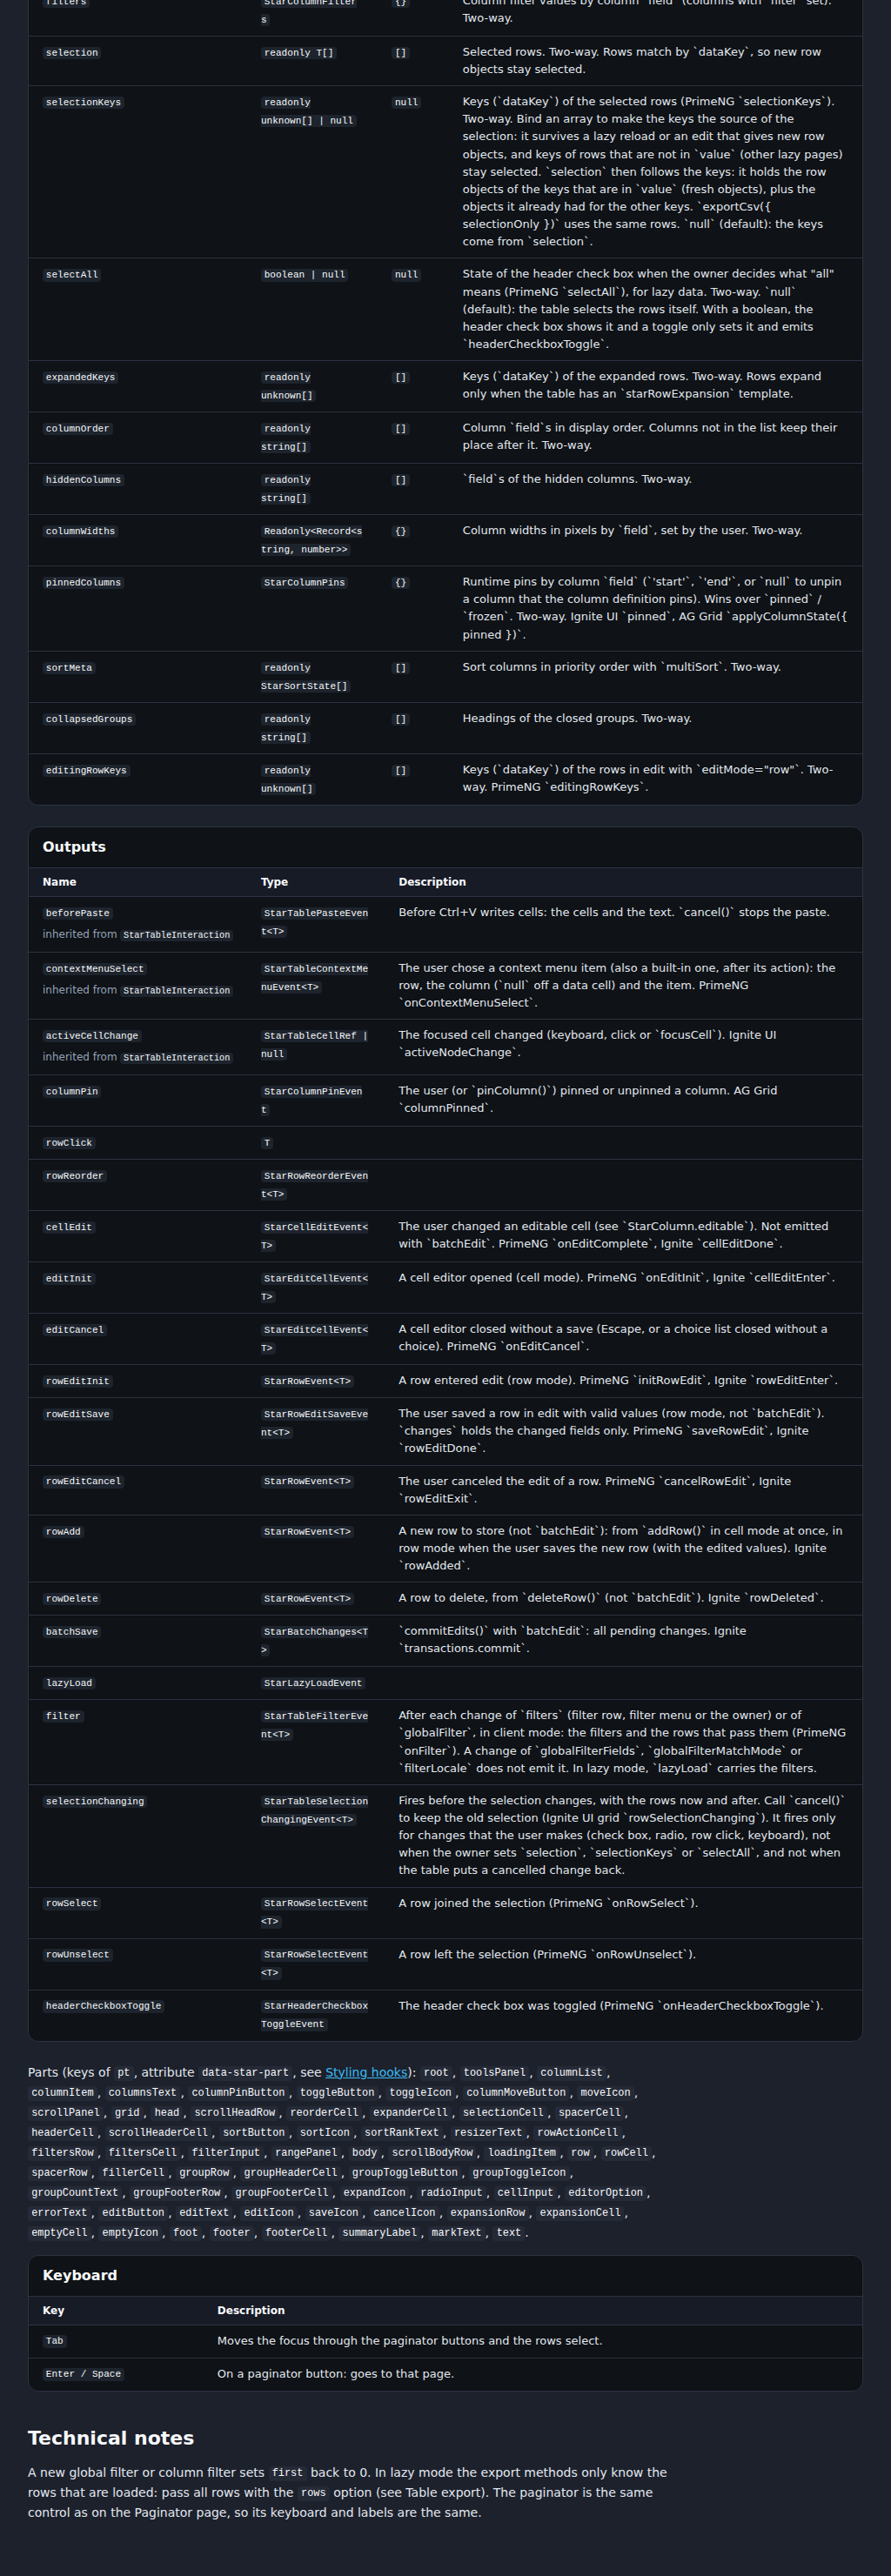 filters StarColumnFilter {} Column filter values by column `field` (columns with `filter` set).
s Two-way.
selection readonly T[] [] Selected rows. Two-way. Rows match by `dataKey`, so new row
objects stay selected.
selectionKeys readonly null Keys (`dataKey`) of the selected rows (PrimeNG `selectionKeys`).
unknown[] | null Two-way. Bind an array to make the keys the source of the
selection: it survives a lazy reload or an edit that gives new row
objects, and keys of rows that are not in `value` (other lazy pages)
stay selected. `selection` then follows the keys: it holds the row
objects of the keys that are in `value` (fresh objects), plus the
objects it already had for the other keys. `exportCsv({
selectionOnly })` uses the same rows. `null` (default): the keys
come from `selection`.
selectAll boolean | null null State of the header check box when the owner decides what "all"
means (PrimeNG `selectAll`), for lazy data. Two-way. `null`
(default): the table selects the rows itself. With a boolean, the
header check box shows it and a toggle only sets it and emits
`headerCheckboxToggle`.
expandedKeys readonly [] Keys (`dataKey`) of the expanded rows. Two-way. Rows expand
unknown[] only when the table has an `starRowExpansion` template.
columnOrder readonly [] Column `field`s in display order. Columns not in the list keep their
string[] place after it. Two-way.
hiddenColumns readonly [] `field`s of the hidden columns. Two-way.
string[]
columnWidths Readonly<Record<s {} Column widths in pixels by `field`, set by the user. Two-way.
tring, number>>
pinnedColumns StarColumnPins {} Runtime pins by column `field` (`'start'`, `'end'`, or `null` to unpin
a column that the column definition pins). Wins over `pinned` /
`frozen`. Two-way. Ignite UI `pinned`, AG Grid `applyColumnState({
pinned })`.
sortMeta readonly [] Sort columns in priority order with `multiSort`. Two-way.
StarSortState[]
collapsedGroups readonly [] Headings of the closed groups. Two-way.
string[]
editingRowKeys readonly [] Keys (`dataKey`) of the rows in edit with `editMode="row"`. Two-
unknown[] way. PrimeNG `editingRowKeys`.
Outputs
Name Type Description
beforePaste StarTablePasteEven Before Ctrl+V writes cells: the cells and the text. `cancel()` stops the paste.
inherited from StarTableInteraction t<T>
contextMenuSelect StarTableContextMe The user chose a context menu item (also a built-in one, after its action): the
inherited from StarTableInteraction nuEvent<T> row, the column (`null` off a data cell) and the item. PrimeNG
`onContextMenuSelect`.
activeCellChange StarTableCellRef | The focused cell changed (keyboard, click or `focusCell`). Ignite UI
inherited from StarTableInteraction null `activeNodeChange`.
columnPin StarColumnPinEven The user (or `pinColumn()`) pinned or unpinned a column. AG Grid
t `columnPinned`.
rowClick T
rowReorder StarRowReorderEven
t<T>
cellEdit StarCellEditEvent< The user changed an editable cell (see `StarColumn.editable`). Not emitted
T> with `batchEdit`. PrimeNG `onEditComplete`, Ignite `cellEditDone`.
editInit StarEditCellEvent< A cell editor opened (cell mode). PrimeNG `onEditInit`, Ignite `cellEditEnter`.
T>
editCancel StarEditCellEvent< A cell editor closed without a save (Escape, or a choice list closed without a
T> choice). PrimeNG `onEditCancel`.
rowEditInit StarRowEvent<T> A row entered edit (row mode). PrimeNG `initRowEdit`, Ignite `rowEditEnter`.
rowEditSave StarRowEditSaveEve The user saved a row in edit with valid values (row mode, not `batchEdit`).
nt<T> `changes` holds the changed fields only. PrimeNG `saveRowEdit`, Ignite
`rowEditDone`.
rowEditCancel StarRowEvent<T> The user canceled the edit of a row. PrimeNG `cancelRowEdit`, Ignite
`rowEditExit`.
rowAdd StarRowEvent<T> A new row to store (not `batchEdit`): from `addRow()` in cell mode at once, in
row mode when the user saves the new row (with the edited values). Ignite
`rowAdded`.
rowDelete StarRowEvent<T> A row to delete, from `deleteRow()` (not `batchEdit`). Ignite `rowDeleted`.
batchSave StarBatchChanges<T `commitEdits()` with `batchEdit`: all pending changes. Ignite
> `transactions.commit`.
lazyLoad StarLazyLoadEvent
filter StarTableFilterEve After each change of `filters` (filter row, filter menu or the owner) or of
nt<T> `globalFilter`, in client mode: the filters and the rows that pass them (PrimeNG
`onFilter`). A change of `globalFilterFields`, `globalFilterMatchMode` or
`filterLocale` does not emit it. In lazy mode, `lazyLoad` carries the filters.
selectionChanging StarTableSelection Fires before the selection changes, with the rows now and after. Call `cancel()`
ChangingEvent<T> to keep the old selection (Ignite UI grid `rowSelectionChanging`). It fires only
for changes that the user makes (check box, radio, row click, keyboard), not
when the owner sets `selection`, `selectionKeys` or `selectAll`, and not when
the table puts a cancelled change back.
rowSelect StarRowSelectEvent A row joined the selection (PrimeNG `onRowSelect`).
<T>
rowUnselect StarRowSelectEvent A row left the selection (PrimeNG `onRowUnselect`).
<T>
headerCheckboxToggle StarHeaderCheckbox The header check box was toggled (PrimeNG `onHeaderCheckboxToggle`).
ToggleEvent
Parts (keys of pt, attribute data-star-part, see Styling hooks): root, toolsPanel, columnList,
columnItem, columnsText, columnPinButton, toggleButton, toggleIcon, columnMoveButton, moveIcon,
scrollPanel, grid, head, scrollHeadRow, reorderCell, expanderCell, selectionCell, spacerCell,
headerCell, scrollHeaderCell, sortButton, sortIcon, sortRankText, resizerText, rowActionCell,
filtersRow, filtersCell, filterInput, rangePanel, body, scrollBodyRow, loadingItem, row, rowCell,
spacerRow, fillerCell, groupRow, groupHeaderCell, groupToggleButton, groupToggleIcon,
groupCountText, groupFooterRow, groupFooterCell, expandIcon, radioInput, cellInput, editorOption,
errorText, editButton, editText, editIcon, saveIcon, cancelIcon, expansionRow, expansionCell,
emptyCell, emptyIcon, foot, footer, footerCell, summaryLabel, markText, text.
Keyboard
Key Description
Tab Moves the focus through the paginator buttons and the rows select.
Enter / Space On a paginator button: goes to that page.
Technical notes
A new global filter or column filter sets first back to 0. In lazy mode the export methods only know the
rows that are loaded: pass all rows with the rows option (see Table export). The paginator is the same
control as on the Paginator page, so its keyboard and labels are the same.